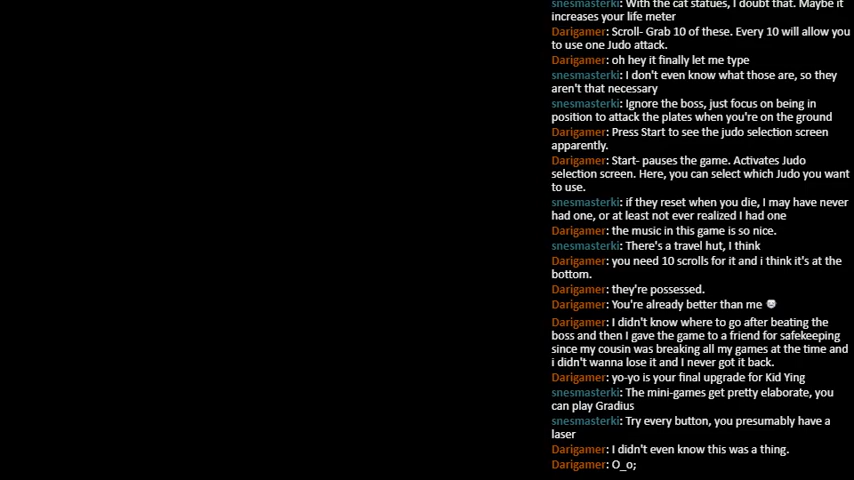 snesmasterki: With the cat statues, I doubt that. Maybe it
increases your life meter
Darigamer: Scroll- Grab 10 of these. Every 10 will allow you
to use one Judo attack.
Darigamer: oh hey it finally let me type
snesmasterki: I don't even know what those are, so they
aren't that necessary
snesmasterki: Ignore the boss, just focus on being in
position to attack the plates when you're on the ground
Darigamer: Press Start to see the judo selection screen
apparently.
Darigamer: Start- pauses the game. Activates Judo
selection screen. Here, you can select which Judo you want
to use.
snesmasterki: if they reset when you die, I may have never
had one, or at least not ever realized I had one
Darigamer: the music in this game is so nice.
snesmasterki: There's a travel hut, I think
Darigamer: you need 10 scrolls for it and i think it's at the
bottom.
Darigamer: they're possessed.
Darigamer: You're already better than me
Darigamer: I didn't know where to go after beating the
boss and then I gave the game to a friend for safekeeping
since my cousin was breaking all my games at the time and
i didn't wanna lose it and I never got it back.
Darigamer: yo-yo is your final upgrade for Kid Ying
snesmasterki: The mini-games get pretty elaborate, you
can play Gradius
snesmasterki: Try every button, you presumably have a
laser
Darigamer: I didn't even know this was a thing.
Darigamer: O_o;